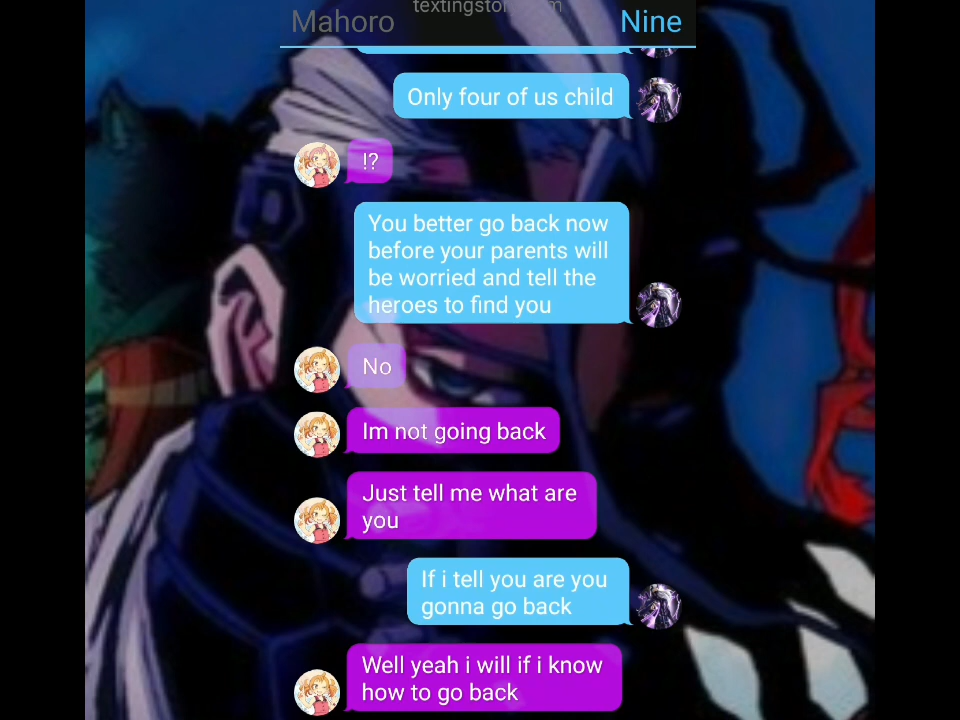 Mahoro
Nine
Only four of us child
!?
You better go back now
before your parents will
be worried and tell the
heroes to find you
No
Im not going back
Just tell me what are
you
If i tell you are you
gonna go back
Well yeah i will if i know
how to go back